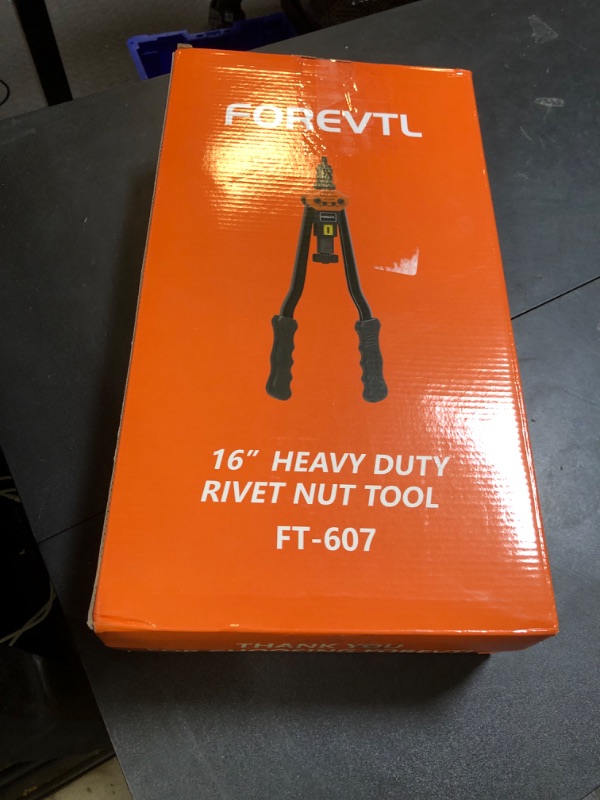 FOREVTL
16" HEAVY DUTY
RIVET NUT TOOL
FT-607
THANK YOU